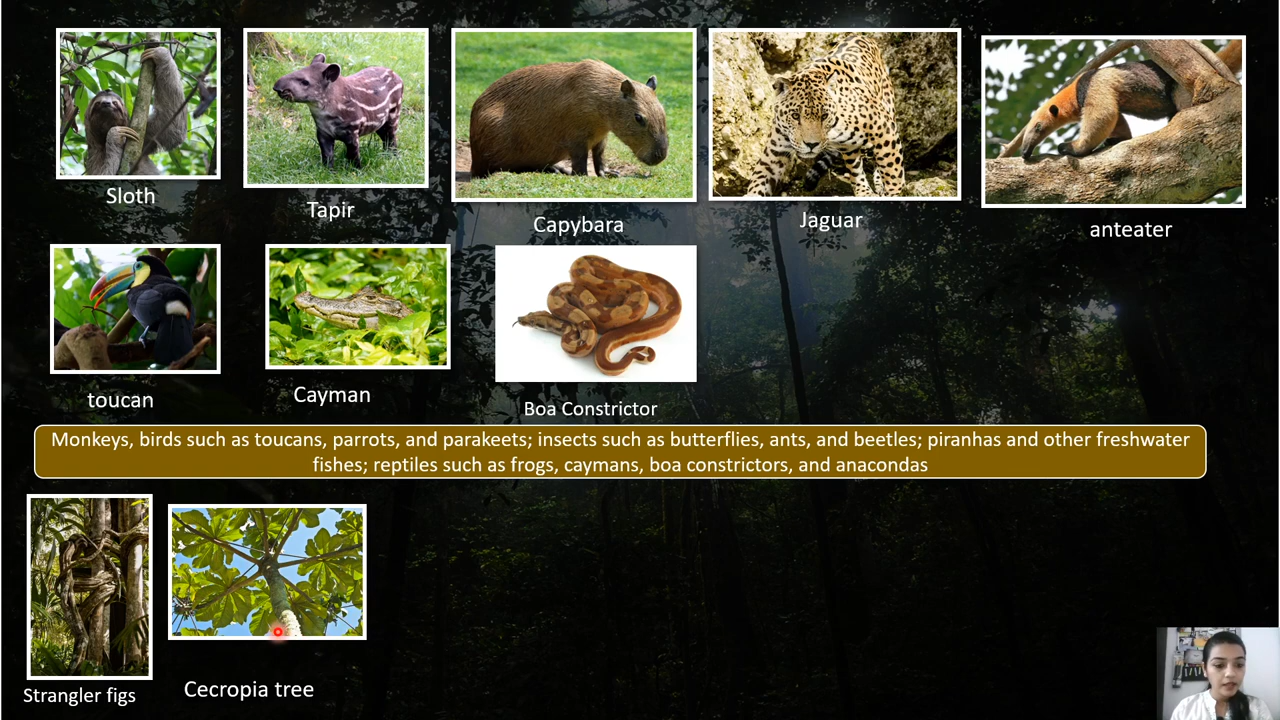 Sloth
Tapir
Capybara
Jaguar
anteater
toucan
Cayman
Boa Constrictor
Monkeys, birds such as toucans, parrots, and parakeets; insects such as butterflies, ants, and beetles; piranhas and other freshwater
fishes; reptiles such as frogs, caymans, boa constrictors, and anacondas
Strangler figs
Cecropia tree